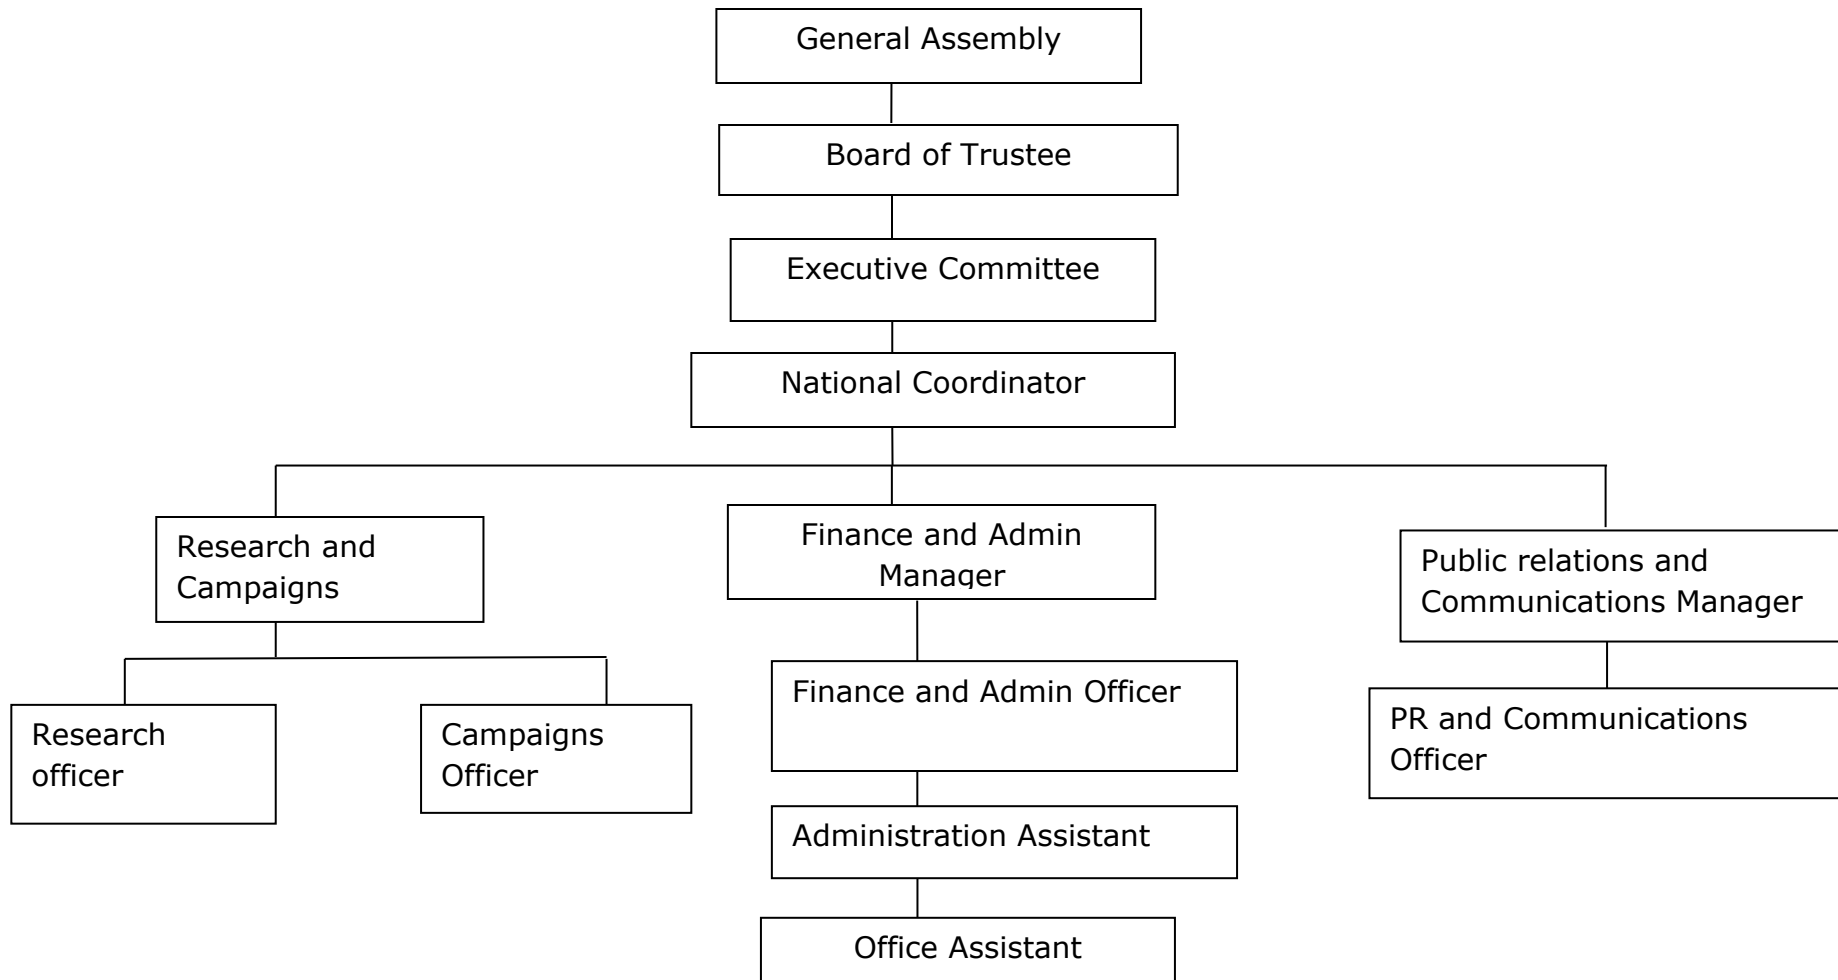 General Assembly
Board of Trustee
Executive Committee
National Coordinator
Research and
Campaigns
Finance and Admin
Manager
Public relations and
Communications Manager
Research
officer
Campaigns
Officer
Finance and Admin Officer
PR and Communications
Officer
Administration Assistant
Office Assistant